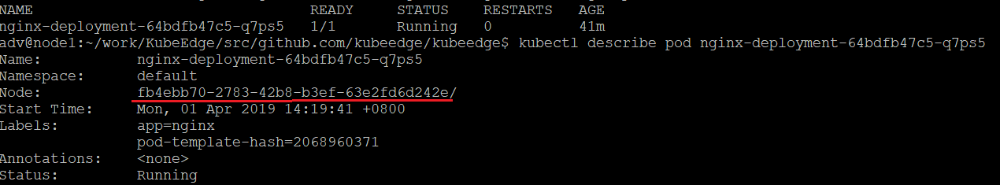 NAME READY STATUS RESTARTS AGE
nginx-deployment-64bdfb47c5-q7ps5 1/1 Running 0 41m
adv@node1:~/work/KubeEdge/src/github.com/kubeedge/kubeedge$ kubectl describe pod nginx-deployment-64bdfb47c5-q7ps5
Name: nginx-deployment-64bdfb47c5-q7ps5
Namespace: default
Node: fb4ebb70-2783-42b8-b3ef-63e2fd6d242e/
Start Time: Mon, 01 Apr 2019 14:19:41 +0800
Labels: app=nginx
pod-template-hash=2068960371
Annotations: <none>
Status: Running